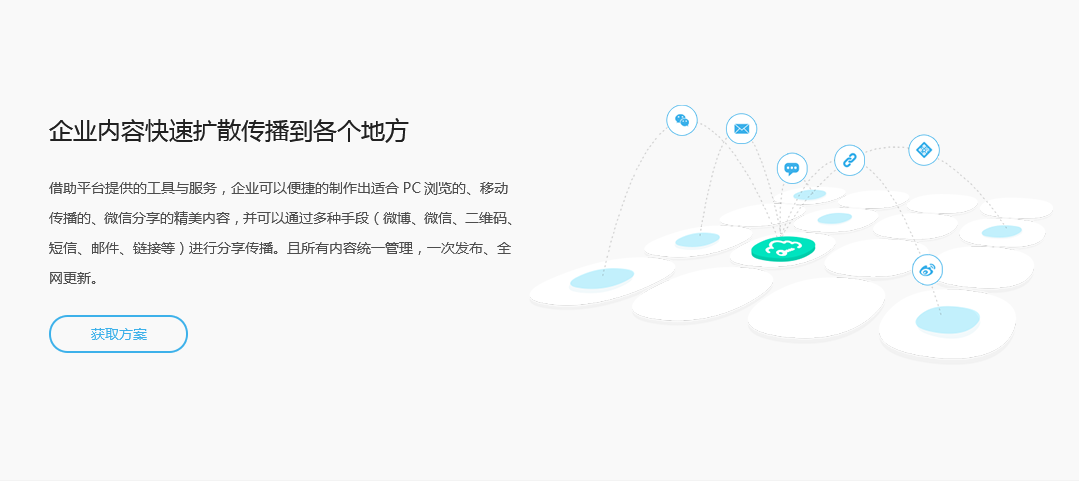 企业内容快速扩散传播到各个地方
借助平台提供的工具与服务，企业可以便捷的制作出适合 PC 浏览的、移动
传播的、微信分享的精美内容，并可以通过多种手段（微博、微信、二维码、
短信、邮件、链接等）进行分享传播。且所有内容统一管理，一次发布、全
网更新。
获取方案